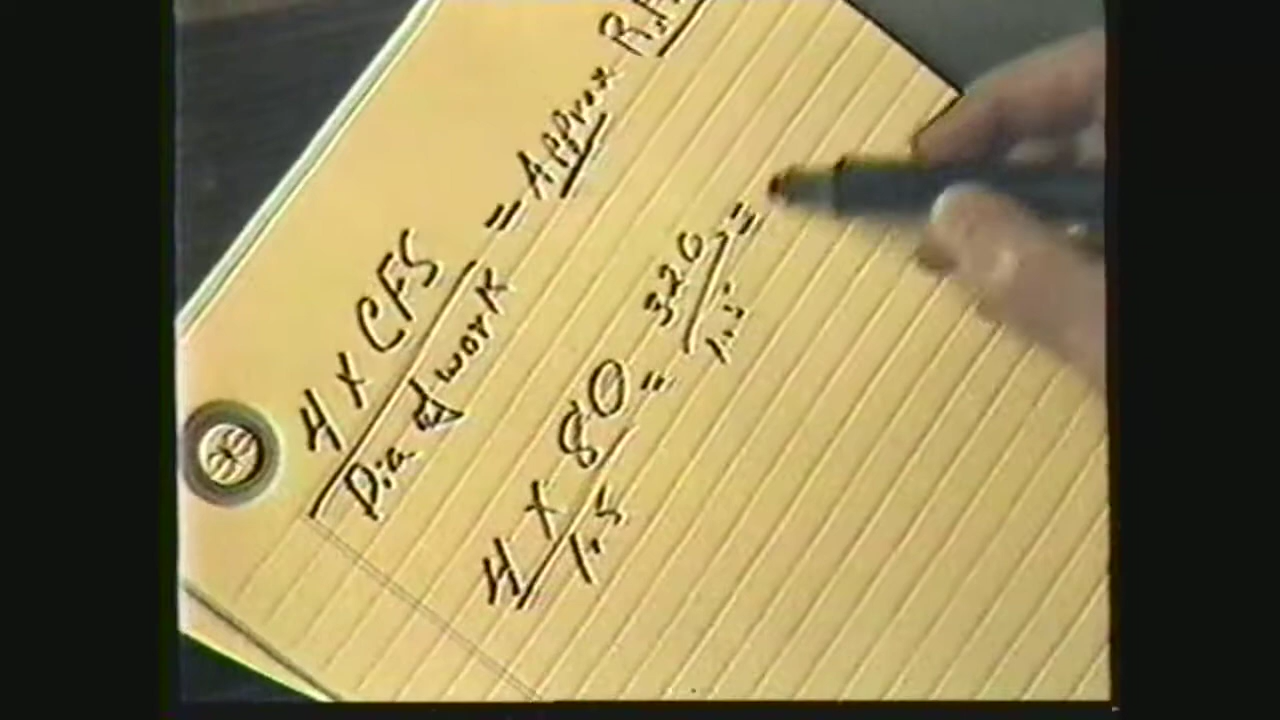 4 X CFS = Approx R.P.
Dia of work
4 X 80 = 320 =
1.5 1.5